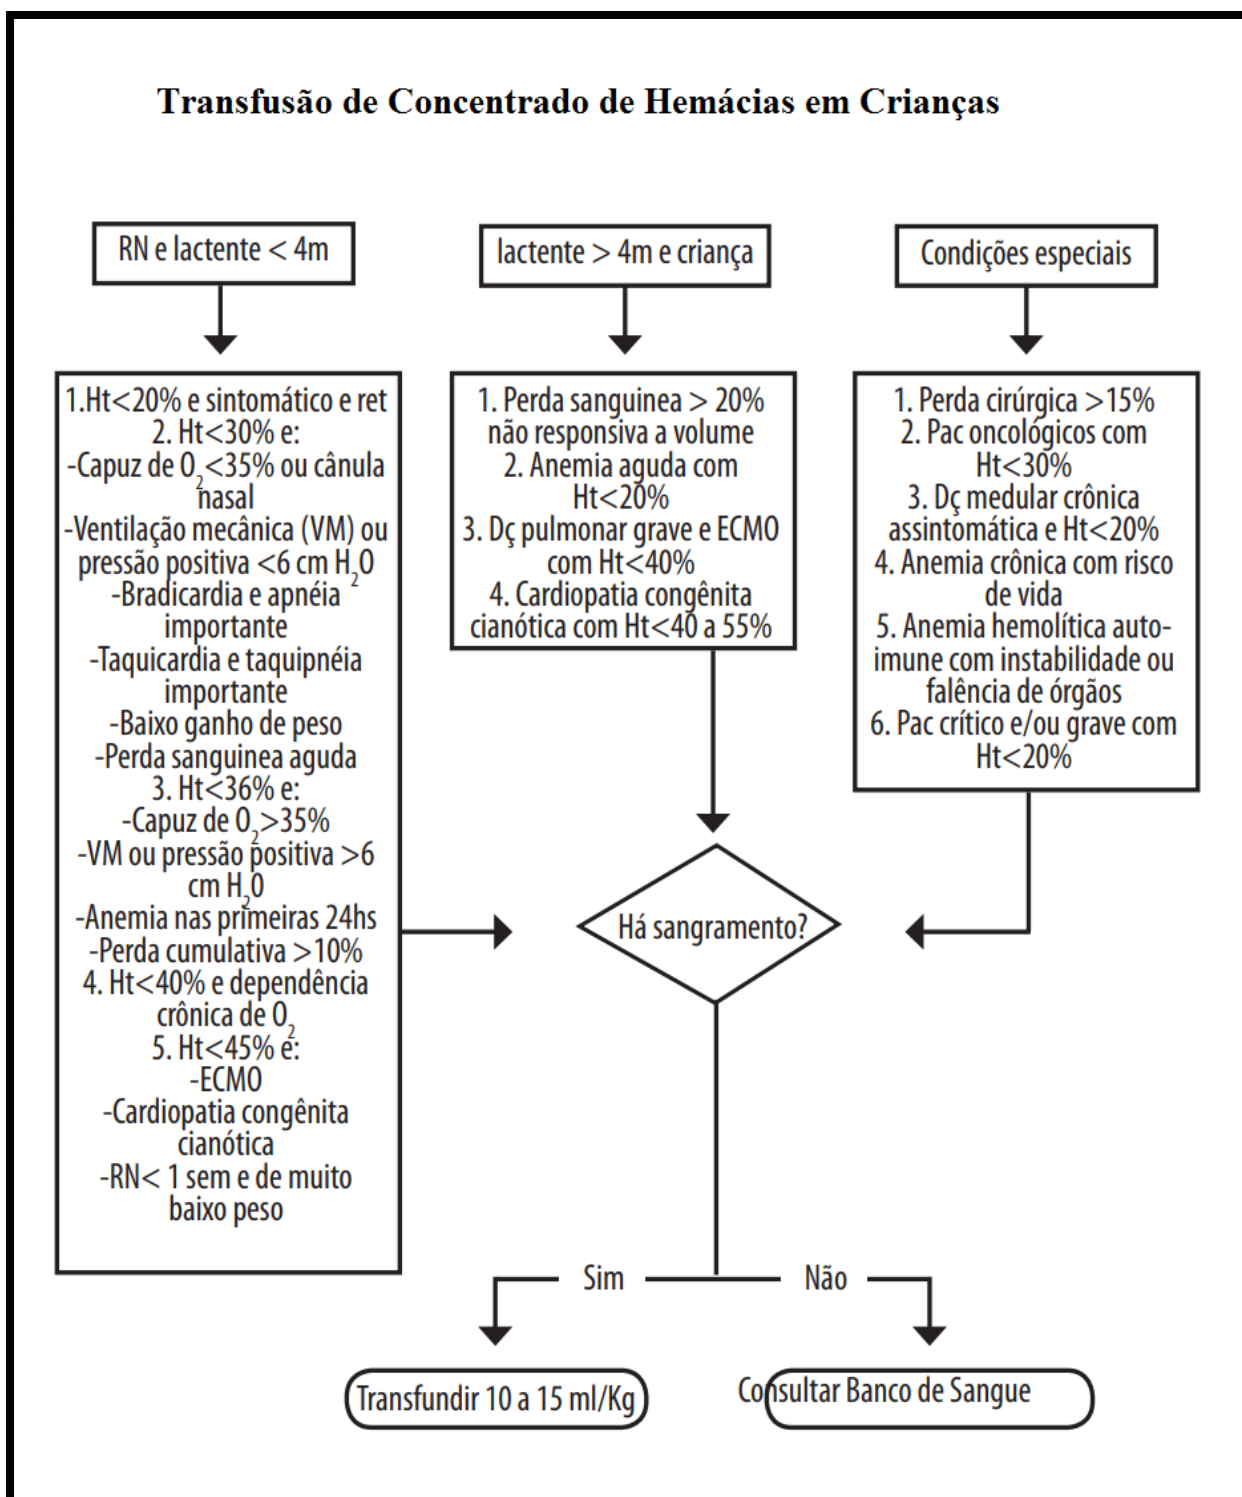 Transfusão de Concentrado de Hemácias em Crianças
RN e lactente < 4m
1.Ht<20% e sintomático e ret
2. Ht<30% e:
-Capuz de O₂<35% ou cânula
nasal
-Ventilação mecânica (VM) ou
pressão positiva <6 cm H₂O
-Bradicardia e apnéia
importante
-Taquicardia e taquipnéia
importante
-Baixo ganho de peso
-Perda sanguinea aguda
3. Ht<36% e:
-Capuz de O₂>35%
-VM ou pressão positiva >6
cm H₂0
-Anemia nas primeiras 24hs
-Perda cumulativa >10%
4. Ht<40% e dependência
crônica de O₂
5. Ht<45% e:
-ECMO
-Cardiopatia congênita
cianótica
-RN< 1 sem e de muito
baixo peso
lactente > 4m e criança
1. Perda sanguinea > 20%
não responsiva a volume
2. Anemia aguda com
Ht<20%
3. Dç pulmonar grave e ECMO
com Ht<40%
4. Cardiopatia congênita
cianótica com Ht<40 a 55%
Condições especiais
1. Perda cirúrgica >15%
2. Pac oncológicos com
Ht<30%
3. Dç medular crônica
assintomática e Ht<20%
4. Anemia crônica com risco
de vida
5. Anemia hemolítica auto-
imune com instabilidade ou
falência de órgãos
6. Pac crítico e/ou grave com
Ht<20%
Há sangramento?
Sim
Não
Transfundir 10 a 15 ml/Kg
Consultar Banco de Sangue